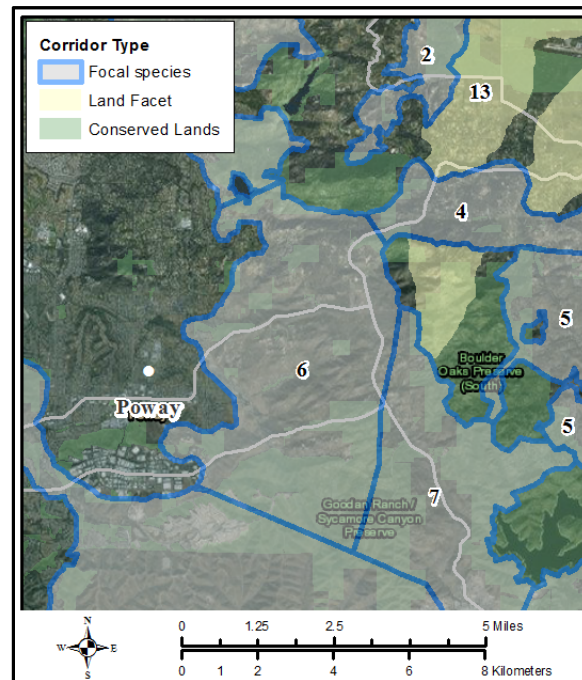 Corridor Type
Focal species
Land Facet
Conserved Lands
2
13
4
5
6
Boulder
Oaks Preserve
(South)
Poway
5
7
Goodan Ranch /
Sycamore Canyon
Preserve
N
W E
S
0 1.25 2.5 5 Miles
0 1 2 4 6 8 Kilometers